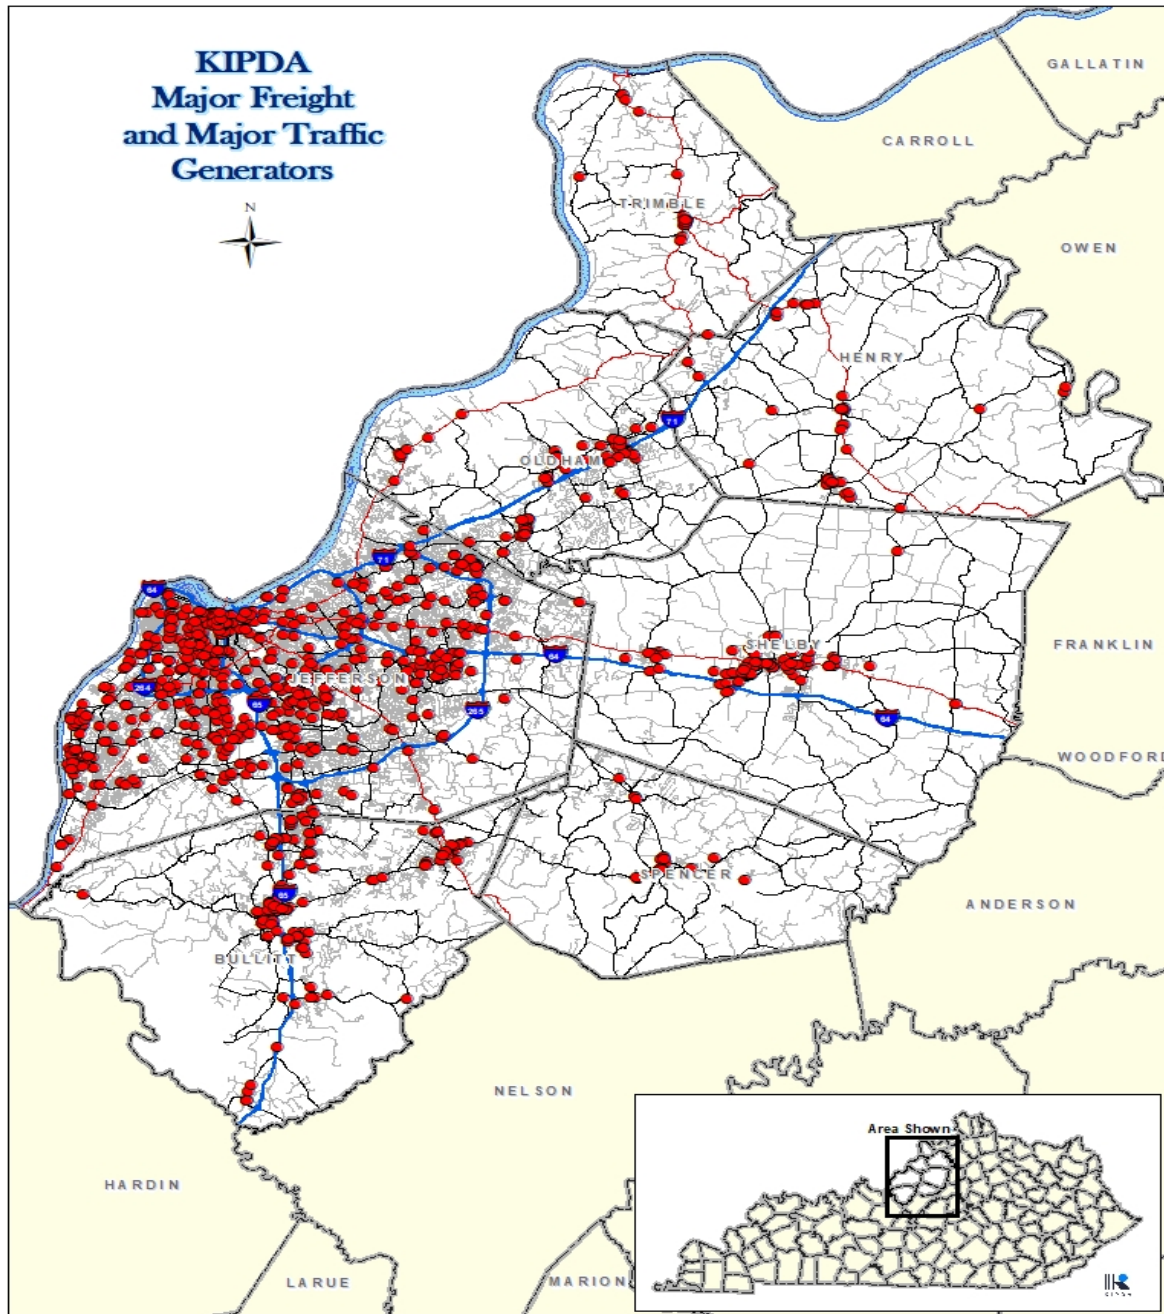 KIPDA
Major Freight
and Major Traffic
Generators
N
GALLATIN
CARROLL
TRIMBLE
OWEN
HENRY
71
OLDHAM
71
64
SHELBY
FRANKLIN
64
JEFFERSON
264
65
265
64
WOODFORD
SPENCER
65
ANDERSON
BULLITT
NELSON
Area Shown
HARDIN
LARUE
MARION